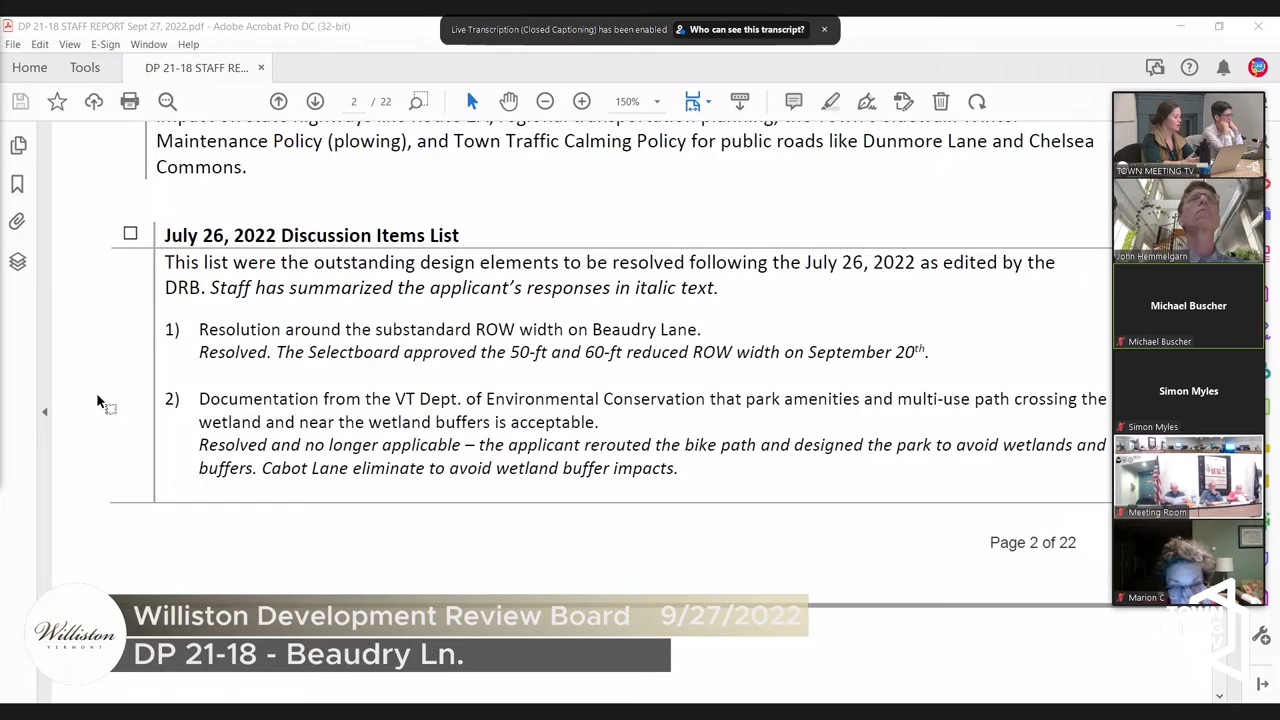 DP 21-18 STAFF REPORT Sept 27, 2022.pdf - Adobe Acrobat Pro DC (32-bit)
Live Transcription (Closed Captioning) has been enabled Who can see this transcript?
File Edit View E-Sign Window Help
Home Tools DP 21-18 STAFF RE... ×
2 / 22 150%
Maintenance Policy (plowing), and Town Traffic Calming Policy for public roads like Dunmore Lane and Chelsea
Commons.
July 26, 2022 Discussion Items List
This list were the outstanding design elements to be resolved following the July 26, 2022 as edited by the
DRB. Staff has summarized the applicant's responses in italic text.
1) Resolution around the substandard ROW width on Beaudry Lane.
Resolved. The Selectboard approved the 50-ft and 60-ft reduced ROW width on September 20th.
2) Documentation from the VT Dept. of Environmental Conservation that park amenities and multi-use path crossing the
wetland and near the wetland buffers is acceptable.
Resolved and no longer applicable – the applicant rerouted the bike path and designed the park to avoid wetlands and
buffers. Cabot Lane eliminate to avoid wetland buffer impacts.
Page 2 of 22
TOWN MEETING TV
John Hemmelgarn
Michael Buscher
Michael Buscher
Simon Myles
Simon Myles
Meeting Room
Marion C
Williston
VERMONT
Williston Development Review Board 9/27/2022
DP 21-18 - Beaudry Ln.